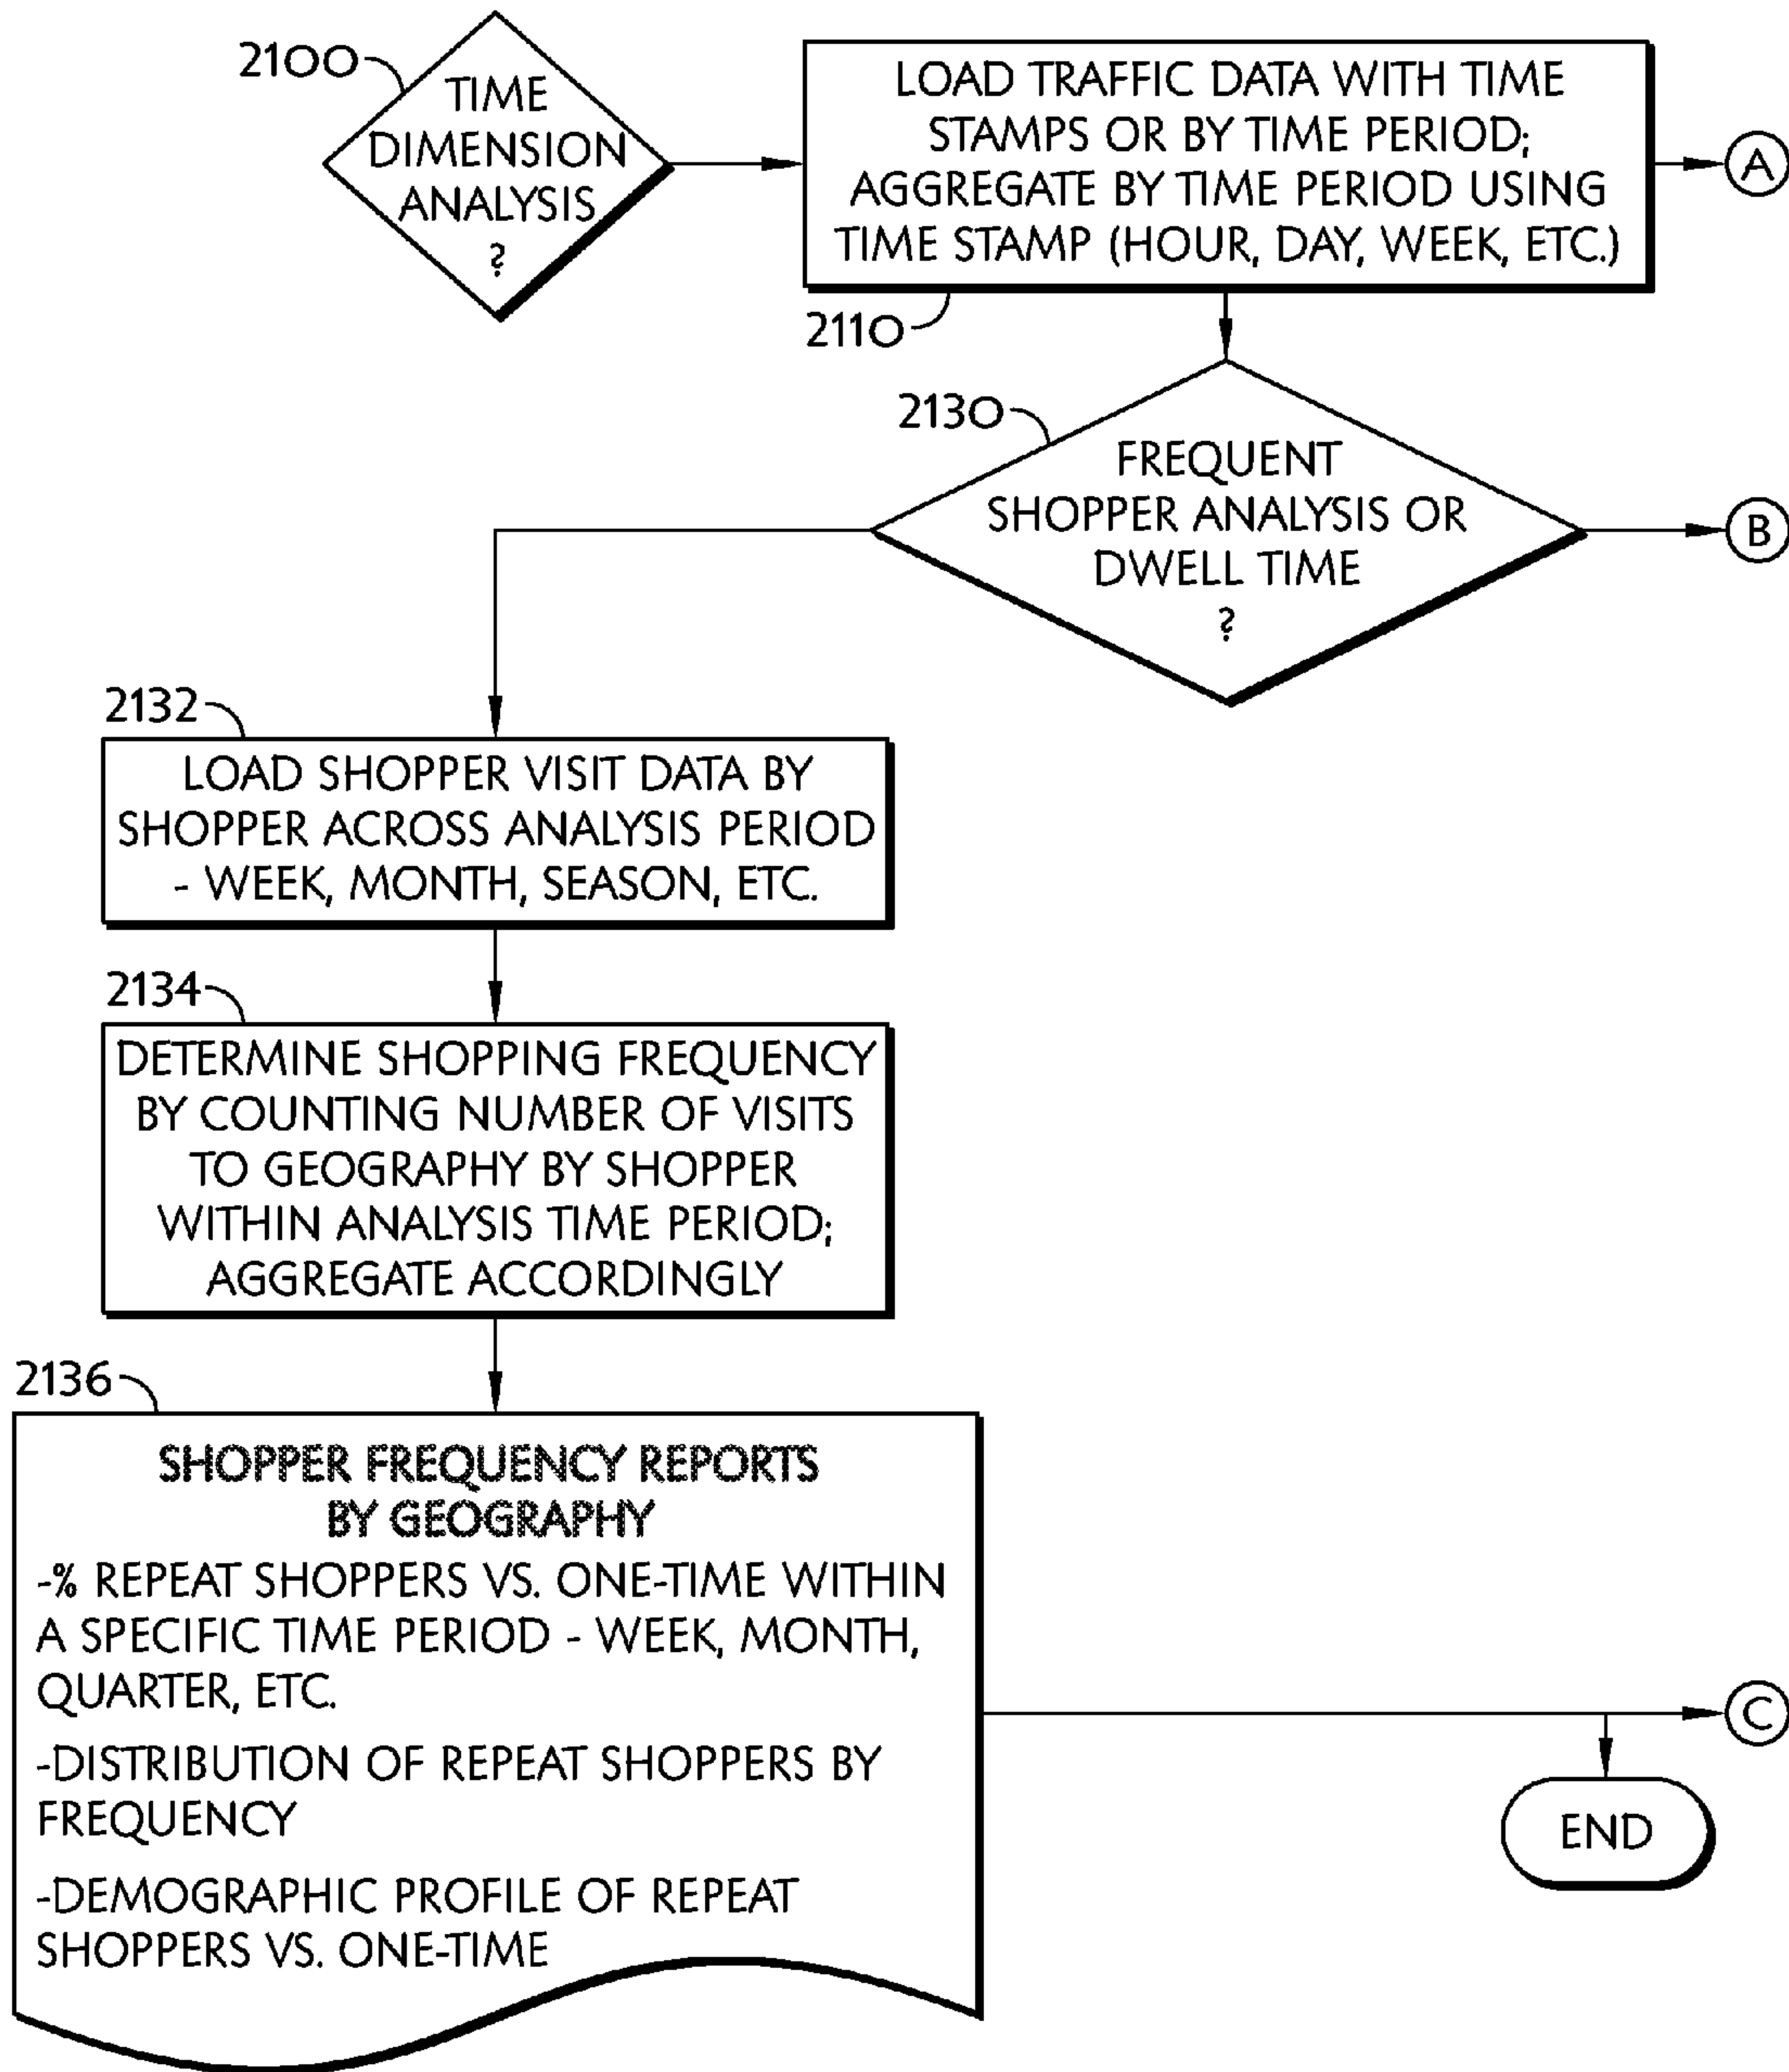 2100
TIME
DIMENSION
ANALYSIS
?
LOAD TRAFFIC DATA WITH TIME
STAMPS OR BY TIME PERIOD;
AGGREGATE BY TIME PERIOD USING
TIME STAMP (HOUR, DAY, WEEK, ETC.)
A
2110
2130
FREQUENT
SHOPPER ANALYSIS OR
DWELL TIME
?
B
2132
LOAD SHOPPER VISIT DATA BY
SHOPPER ACROSS ANALYSIS PERIOD
- WEEK, MONTH, SEASON, ETC.
2134
DETERMINE SHOPPING FREQUENCY
BY COUNTING NUMBER OF VISITS
TO GEOGRAPHY BY SHOPPER
WITHIN ANALYSIS TIME PERIOD;
AGGREGATE ACCORDINGLY
2136
SHOPPER FREQUENCY REPORTS
BY GEOGRAPHY
-% REPEAT SHOPPERS VS. ONE-TIME WITHIN
A SPECIFIC TIME PERIOD - WEEK, MONTH,
QUARTER, ETC.
-DISTRIBUTION OF REPEAT SHOPPERS BY
FREQUENCY
-DEMOGRAPHIC PROFILE OF REPEAT
SHOPPERS VS. ONE-TIME
C
END